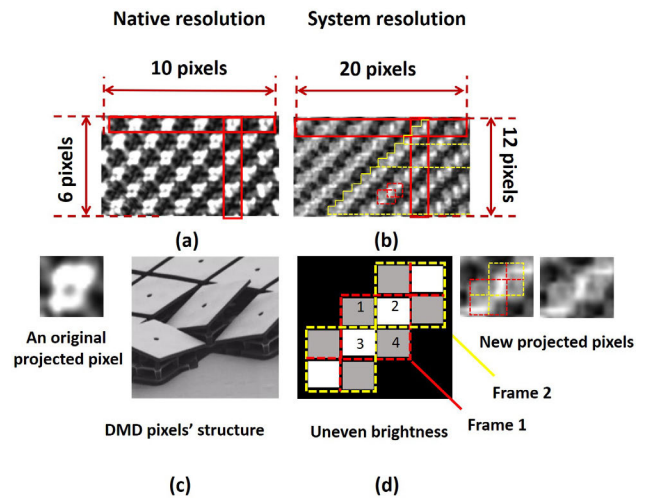 Native resolution
System resolution
10 pixels
20 pixels
6 pixels
12 pixels
(a)
(b)
1
2
3
4
An original
projected pixel
New projected pixels
Frame 2
DMD pixels' structure
Uneven brightness
Frame 1
(c)
(d)